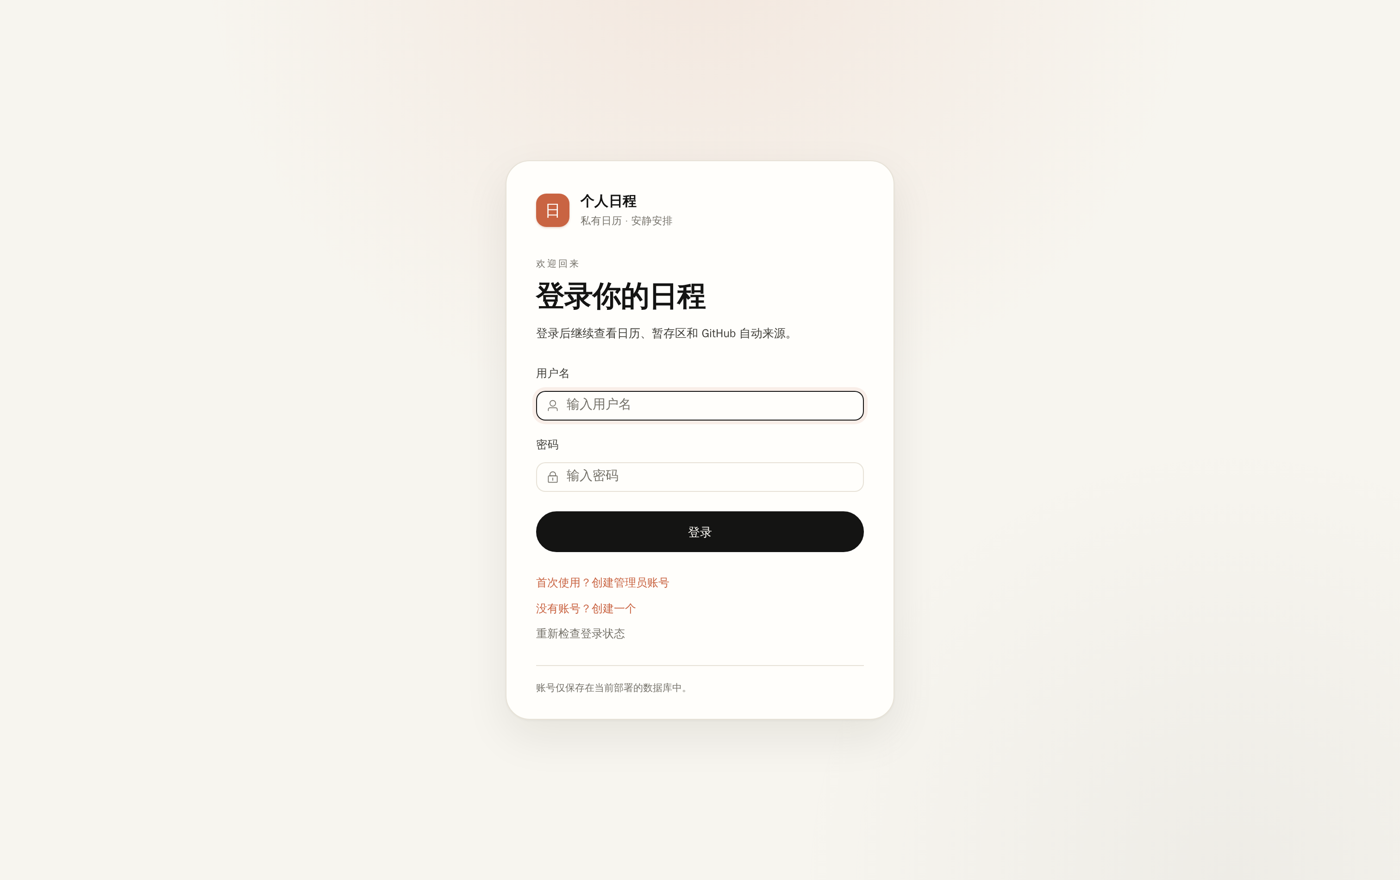 日
个人日程
私有日历 · 安静安排
欢迎回来
登录你的日程
登录后继续查看日历、暂存区和 GitHub 自动来源。
用户名
输入用户名
密码
输入密码
登录
首次使用？创建管理员账号
没有账号？创建一个
重新检查登录状态
账号仅保存在当前部署的数据库中。